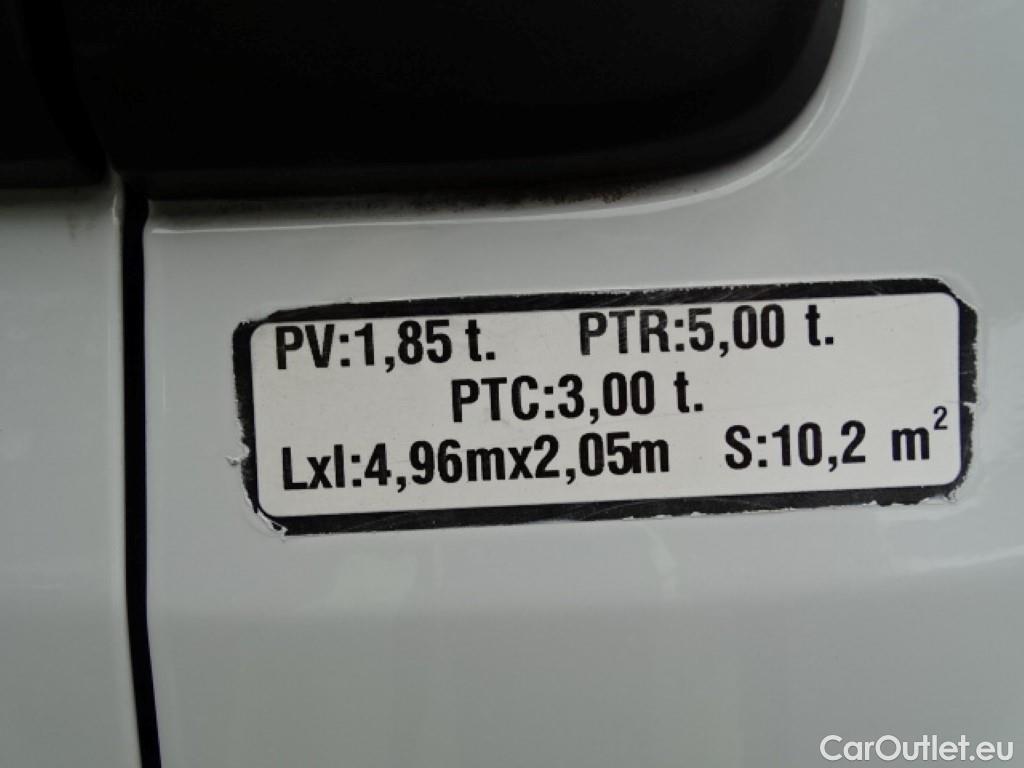 PV:1,85 t. PTR:5,00 t.
PTC:3,00 t.
Lxl:4,96mx2,05m S:10,2 m²
CarOutlet.eu